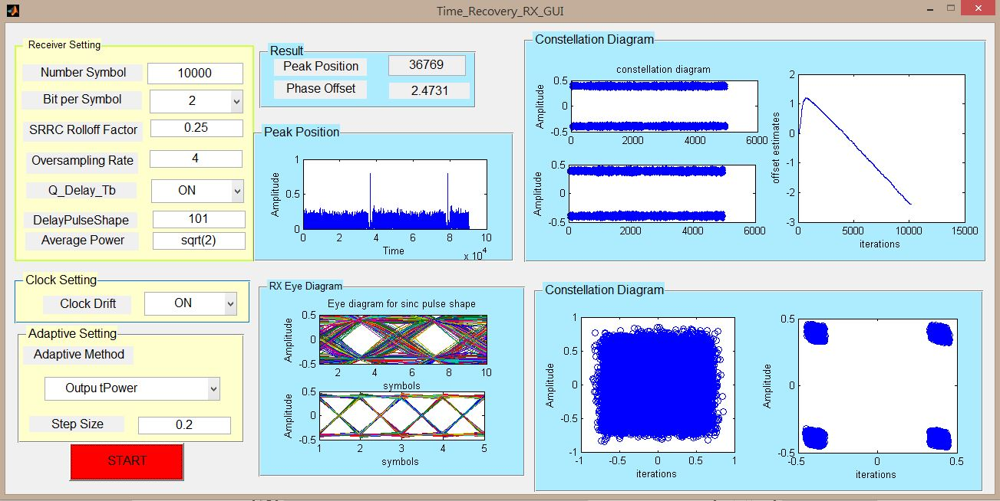 Time_Recovery_RX_GUI
Receiver Setting
Number Symbol 10000
Bit per Symbol 2
SRRC Rolloff Factor 0.25
Oversampling Rate 4
Q_Delay_Tb ON
DelayPulseShape 101
Average Power sqrt(2)
Clock Setting
Clock Drift ON
Adaptive Setting
Adaptive Method
Outpu tPower
Step Size 0.2
START
Result
Peak Position 36769
Phase Offset 2.4731
Peak Position
1
0.5
0
Amplitude
0 2 4 6 8 10
Time
x 10^4
RX Eye Diagram
Eye diagram for sinc pulse shape
0.5
0
-0.5
Amplitude
2 4 6 8 10
symbols
0.5
0
-0.5
Amplitude
1 2 3 4 5
symbols
Constellation Diagram
constellation diagram
0.5
0
-0.5
Amplitude
0 2000 4000 6000
0.5
0
-0.5
Amplitude
0 2000 4000 6000
2
1
0
-1
-2
-3
offset estimates
0 5000 10000 15000
iterations
Constellation Diagram
1
0.5
0
-0.5
-1
Amplitude
-1 -0.5 0 0.5 1
iterations
0.5
0
-0.5
Amplitude
-0.5 0 0.5
iterations